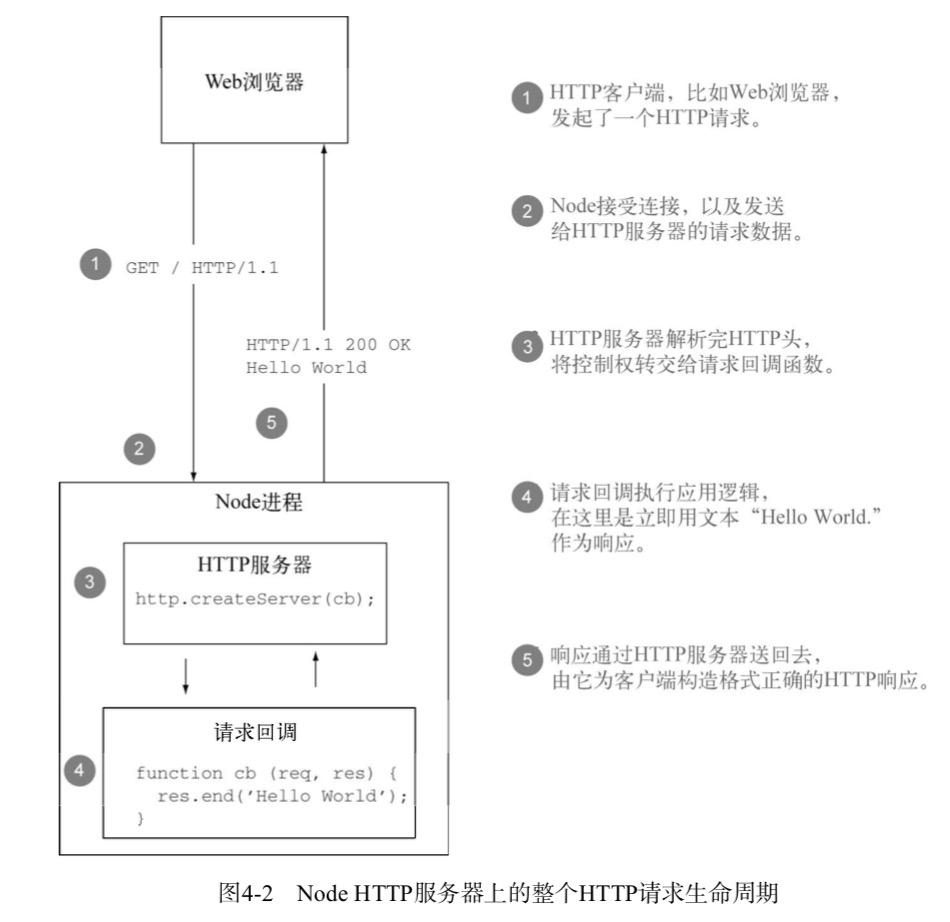 Web浏览器
1 GET / HTTP/1.1
HTTP/1.1 200 OK
Hello World
5
2
Node进程
HTTP服务器
3
http.createServer(cb);
请求回调
4
function cb (req, res) {
res.end('Hello World');
}
1 HTTP客户端，比如Web浏览器，
发起了一个HTTP请求。
2 Node接受连接，以及发送
给HTTP服务器的请求数据。
3 HTTP服务器解析完HTTP头，
将控制权转交给请求回调函数。
4 请求回调执行应用逻辑，
在这里是立即用文本“Hello World.”
作为响应。
5 响应通过HTTP服务器送回去，
由它为客户端构造格式正确的HTTP响应。
图4-2 Node HTTP服务器上的整个HTTP请求生命周期